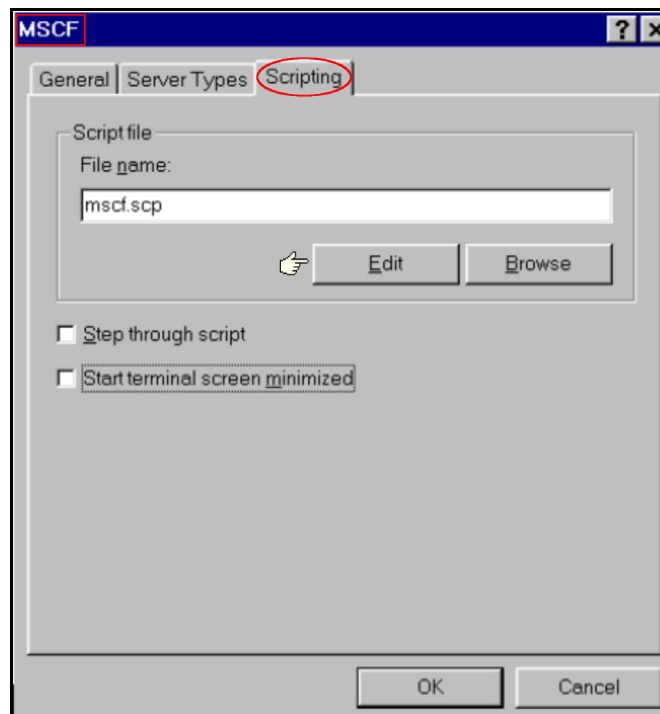 MSCF
General Server Types Scripting
Script file
File name:
mscf.scp
Edit Browse
Step through script
Start terminal screen minimized
OK Cancel